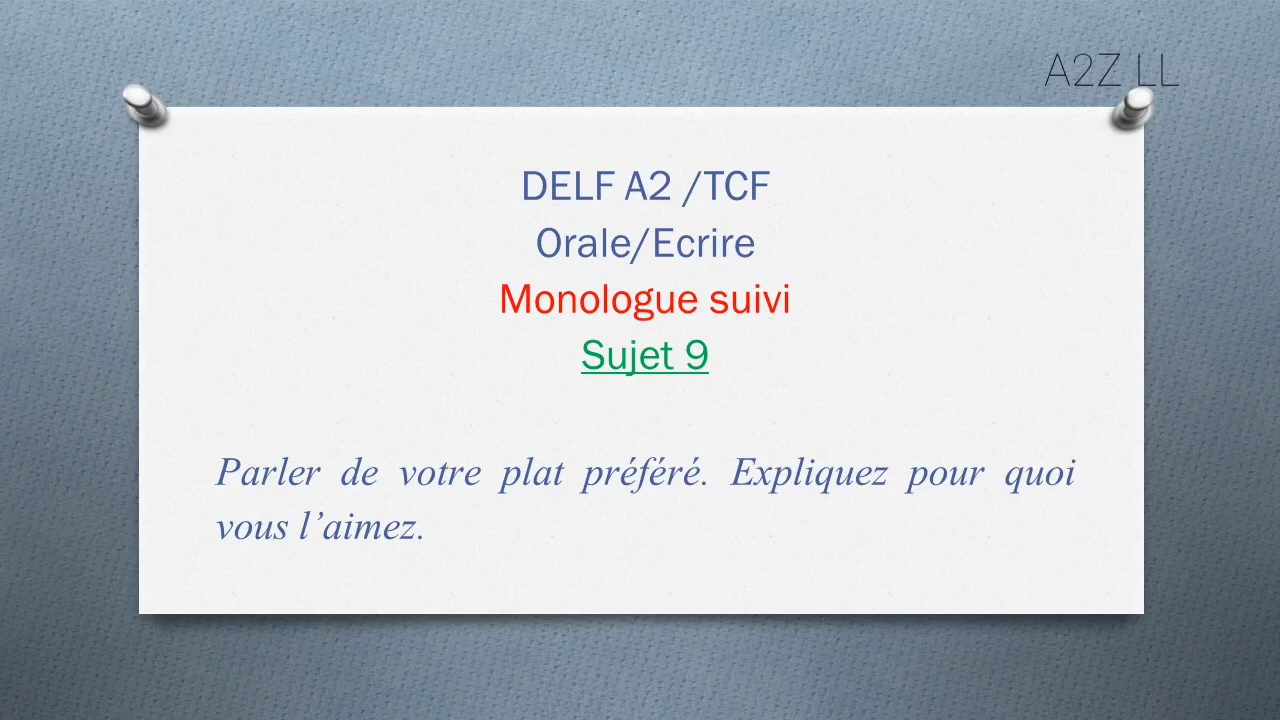 A2Z LL
DELF A2 /TCF
Orale/Ecrire
Monologue suivi
Sujet 9
Parler de votre plat préféré. Expliquez pour quoi
vous l’aimez.